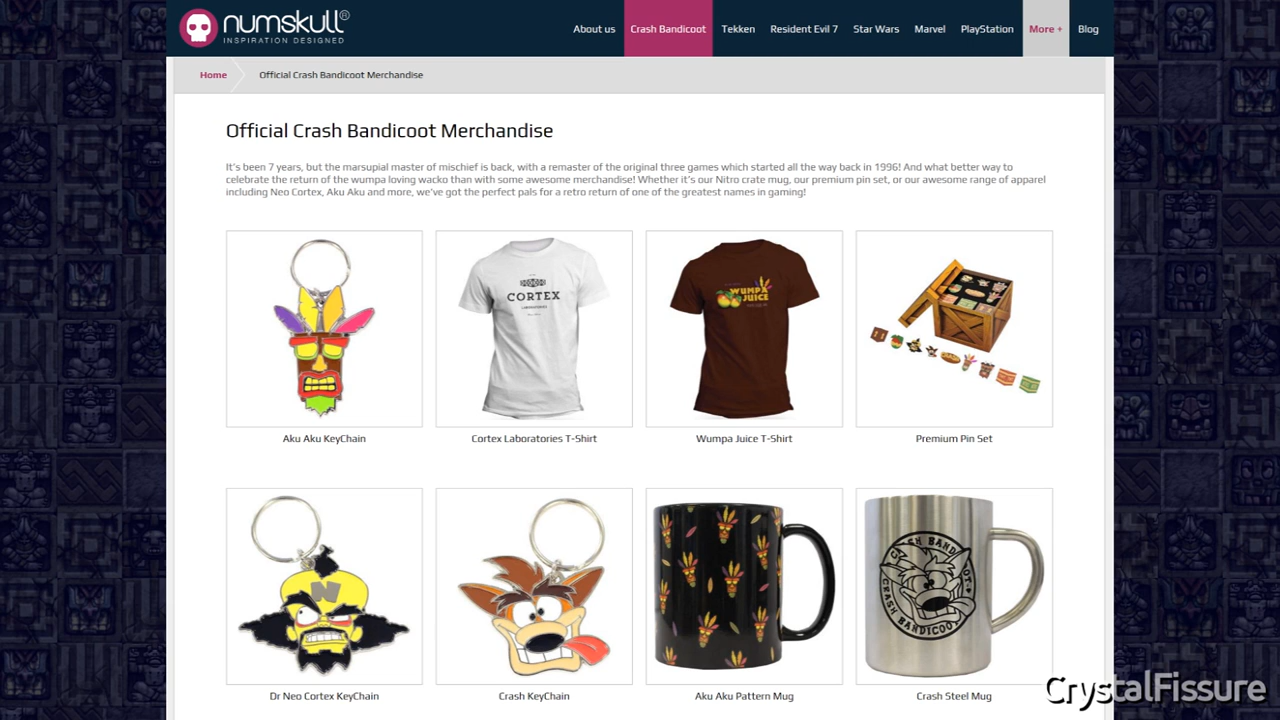 numskull®
INSPIRATION DESIGNED
About us
Crash Bandicoot
Tekken
Resident Evil 7
Star Wars
Marvel
PlayStation
More +
Blog
Home
Official Crash Bandicoot Merchandise
Official Crash Bandicoot Merchandise
It's been 7 years, but the marsupial master of mischief is back, with a remaster of the original three games which started all the way back in 1996! And what better way to
celebrate the return of the wumpa loving wacko than with some awesome merchandise! Whether it's our Nitro crate mug, our premium pin set, or our awesome range of apparel
including Neo Cortex, Aku Aku and more, we've got the perfect pals for a retro return of one of the greatest names in gaming!
CORTEX
LABORATORIES
WUMPA
JUICE
Aku Aku KeyChain
Cortex Laboratories T-Shirt
Wumpa Juice T-Shirt
Premium Pin Set
N
CRASH BANDICOOT
CRASH BANDICOOT
Dr Neo Cortex KeyChain
Crash KeyChain
Aku Aku Pattern Mug
Crash Steel Mug
CrystalFissure